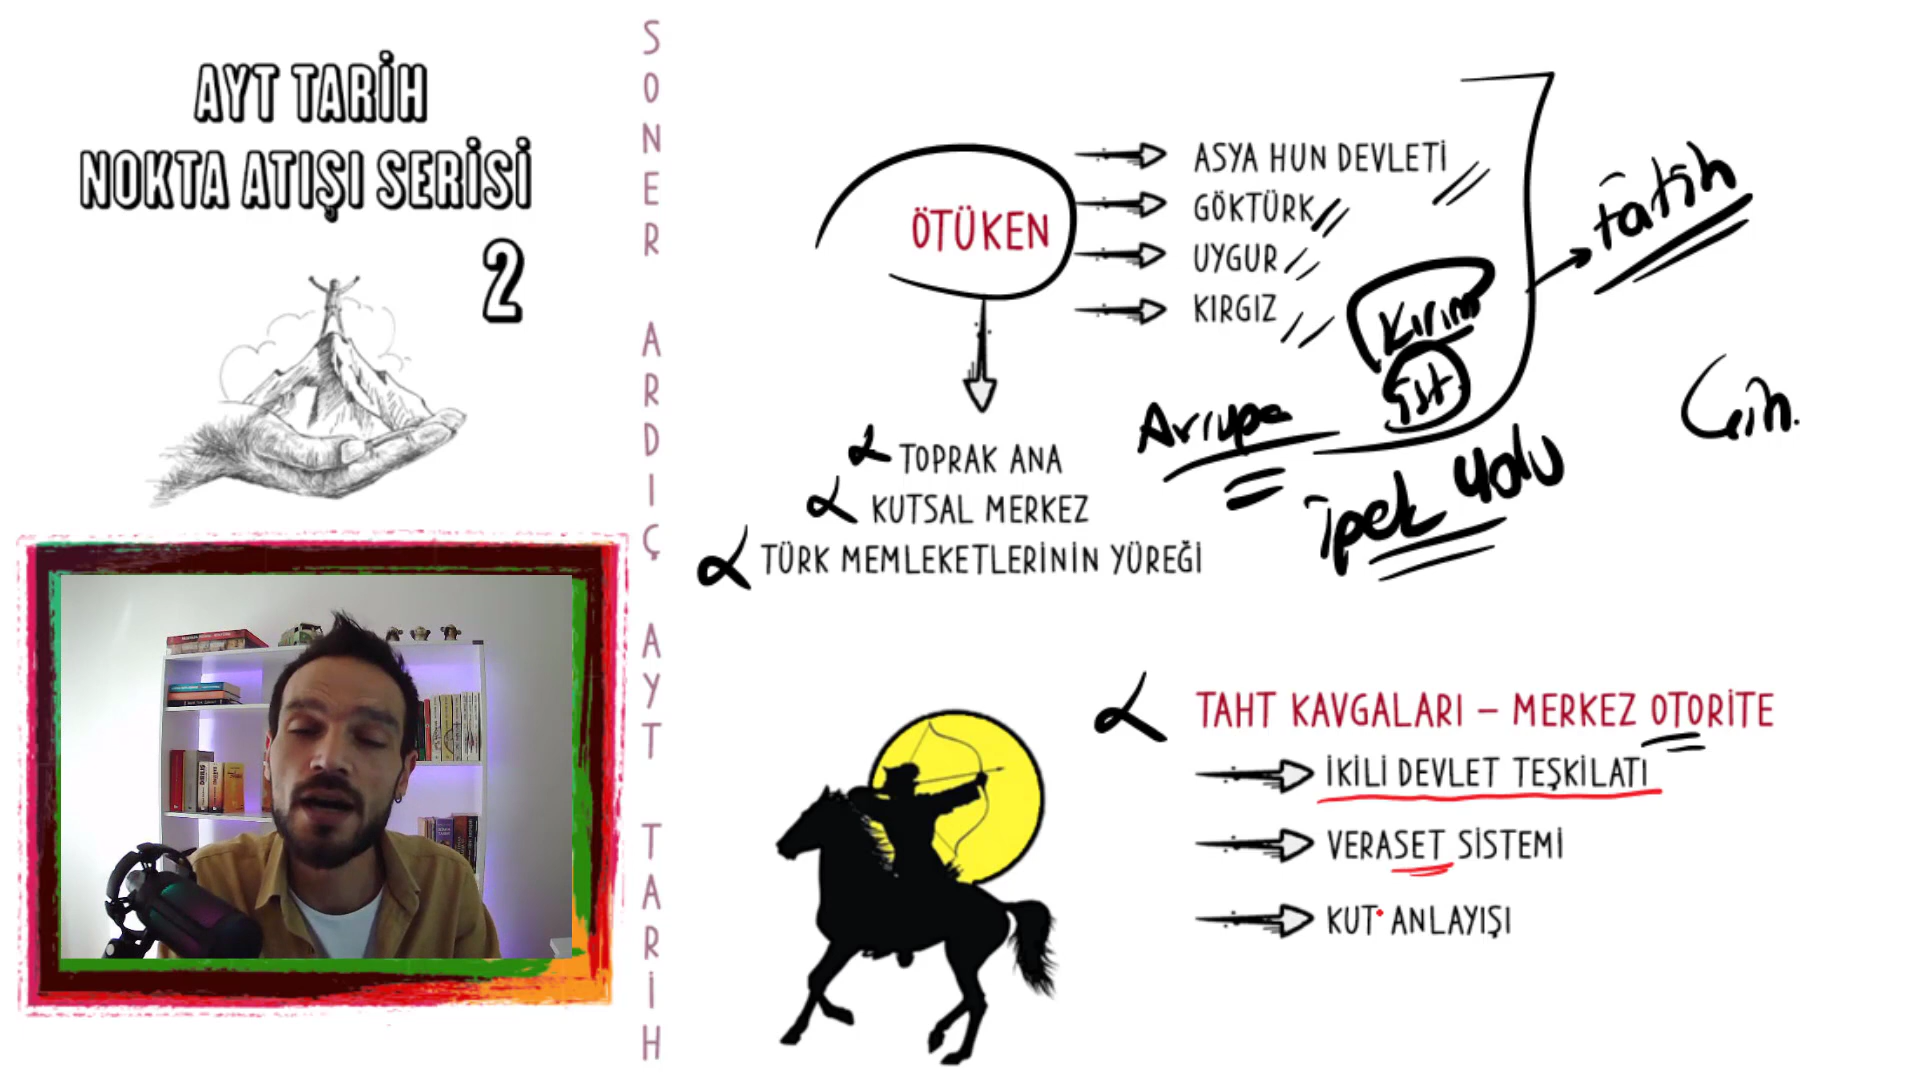 AYT TARİH
NOKTA ATIŞI SERİSİ
2
SONER ARDIÇ AYT TARİH
ÖTÜKEN
ASYA HUN DEVLETİ
GÖKTÜRK
UYGUR
KIRGIZ
Fatih
Kırım
İst.
Avrupa
Çin.
İpek Yolu
TOPRAK ANA
KUTSAL MERKEZ
TÜRK MEMLEKETLERİNİN YÜREĞİ
TAHT KAVGALARI – MERKEZ OTORİTE
İKİLİ DEVLET TEŞKİLATI
VERASET SİSTEMİ
KUT ANLAYIŞI